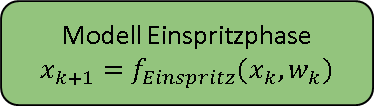 Modell Einspritzphase
x_{k+1} = f_{Einspritz}(x_k, w_k)